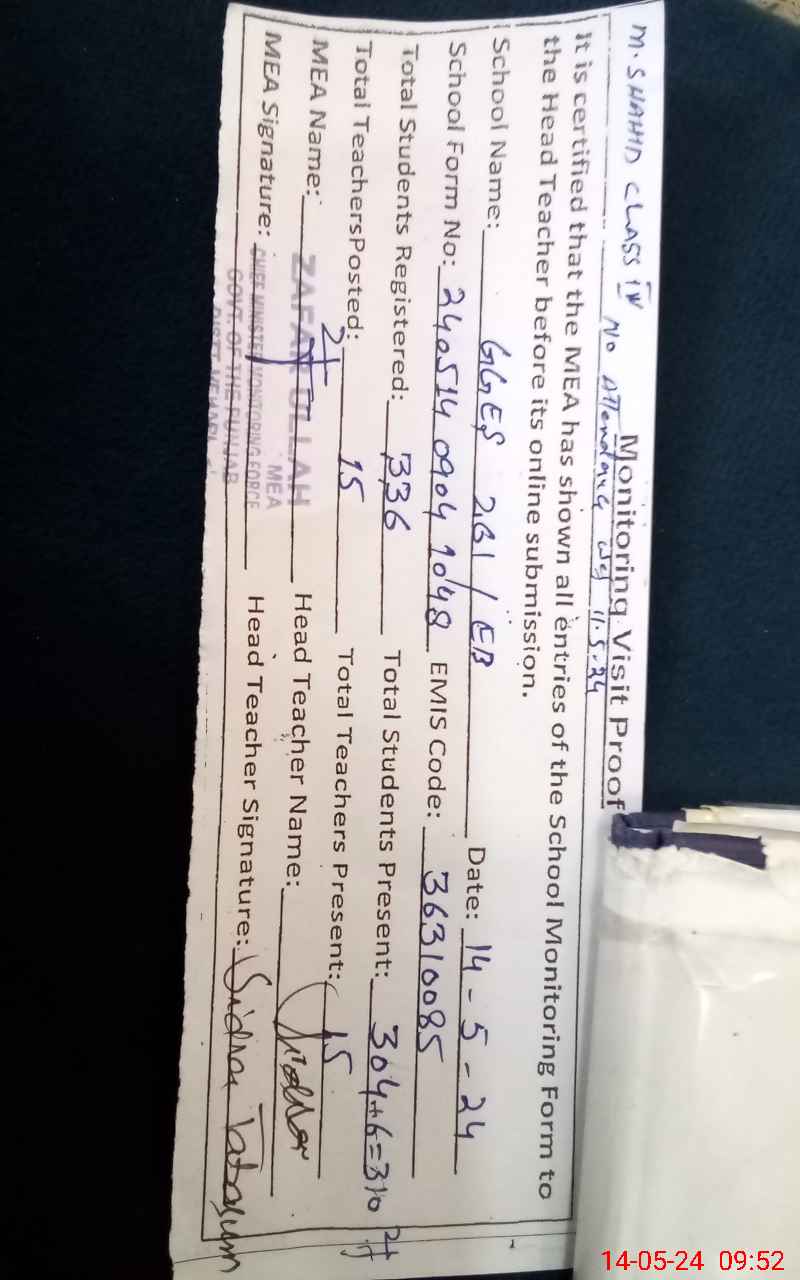 Monitoring Visit Proof
M. SHAHID CLASS IV No Attendance w.e.f 11.5.24
It is certified that the MEA has shown all entries of the School Monitoring Form to
the Head Teacher before its online submission.
School Name: GGES 261/EB Date: 14-5-24
School Form No: 240514 0904 1048 EMIS Code: 36310085
Total Students Registered: 336 Total Students Present: 304+6=310
Total TeachersPosted: 15 Total Teachers Present: 15
MEA Name: ZAFAR ULLAH Head Teacher Name: Sidra
MEA
MEA Signature: CHIEF MINISTER MONITORING FORCE Head Teacher Signature: Sidra
GOVT. OF THE PUNJAB
DISTT. VEHARI
14-05-24 09:52